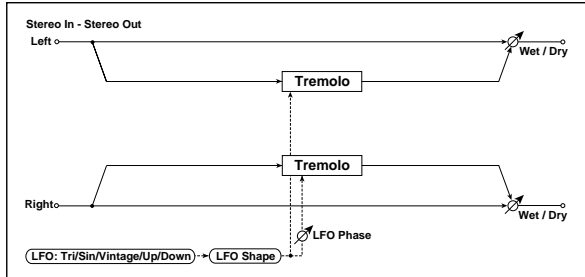 Stereo In - Stereo Out
Left
Wet / Dry
Tremolo
Tremolo
Right
Wet / Dry
LFO Phase
LFO: Tri/Sin/Vintage/Up/Down
LFO Shape